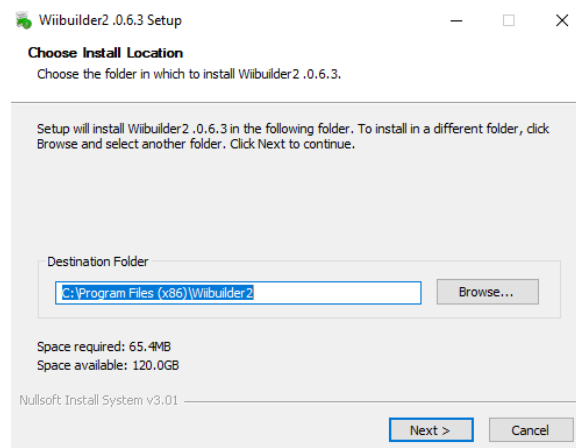 Wiibuilder2 .0.6.3 Setup
Choose Install Location
Choose the folder in which to install Wiibuilder2 .0.6.3.
Setup will install Wiibuilder2 .0.6.3 in the following folder. To install in a different folder, click
Browse and select another folder. Click Next to continue.
Destination Folder
C:\Program Files (x86)\Wiibuilder2
Browse...
Space required: 65.4MB
Space available: 120.0GB
Nullsoft Install System v3.01
Next >
Cancel